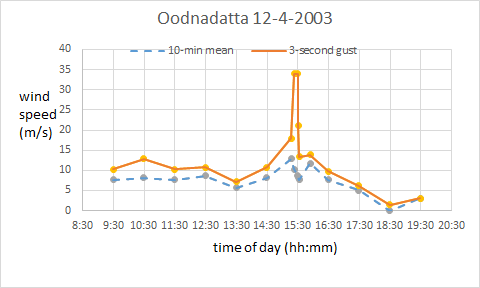 Oodnadatta 12-4-2003
10-min mean 3-second gust
40
35
30
25
20
15
10
5
0
wind
speed
(m/s)
8:30 9:30 10:30 11:30 12:30 13:30 14:30 15:30 16:30 17:30 18:30 19:30 20:30
time of day (hh:mm)